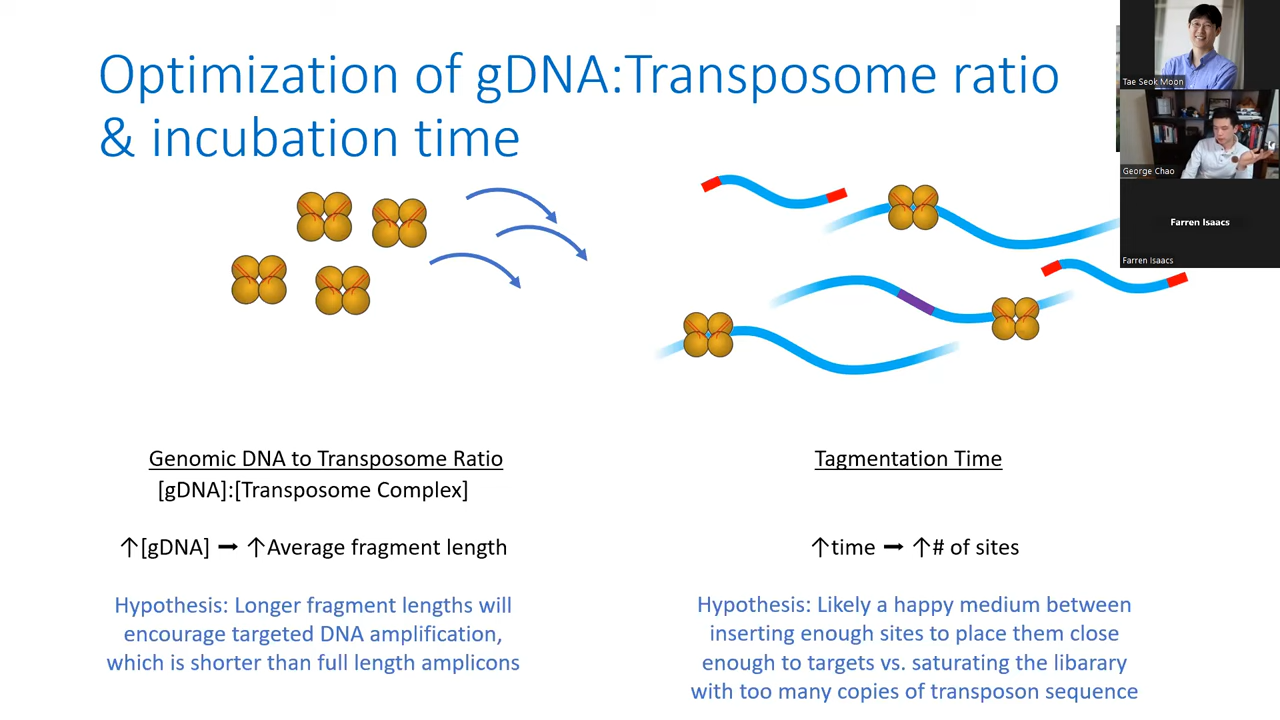 Optimization of gDNA:Transposome ratio
& incubation time
Tae Seok Moon
George Chao
Farren Isaacs
Farren Isaacs
Genomic DNA to Transposome Ratio
[gDNA]:[Transposome Complex]
↑[gDNA] ➞ ↑Average fragment length
Hypothesis: Longer fragment lengths will
encourage targeted DNA amplification,
which is shorter than full length amplicons
Tagmentation Time
↑time ➞ ↑# of sites
Hypothesis: Likely a happy medium between
inserting enough sites to place them close
enough to targets vs. saturating the libarary
with too many copies of transposon sequence